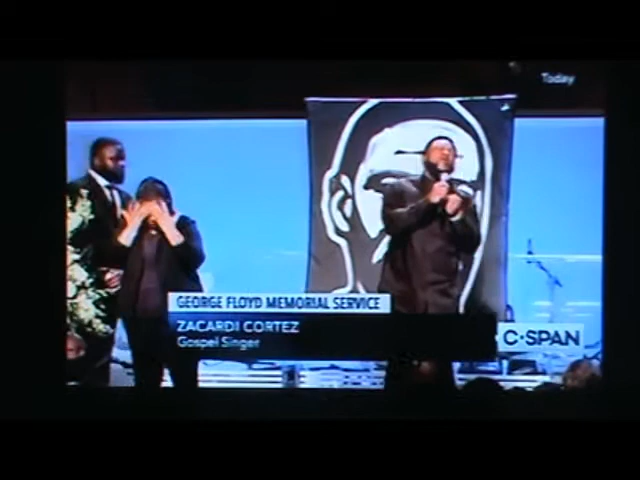 Today
GEORGE FLOYD MEMORIAL SERVICE
ZACARDI CORTEZ
Gospel Singer
C·SPAN